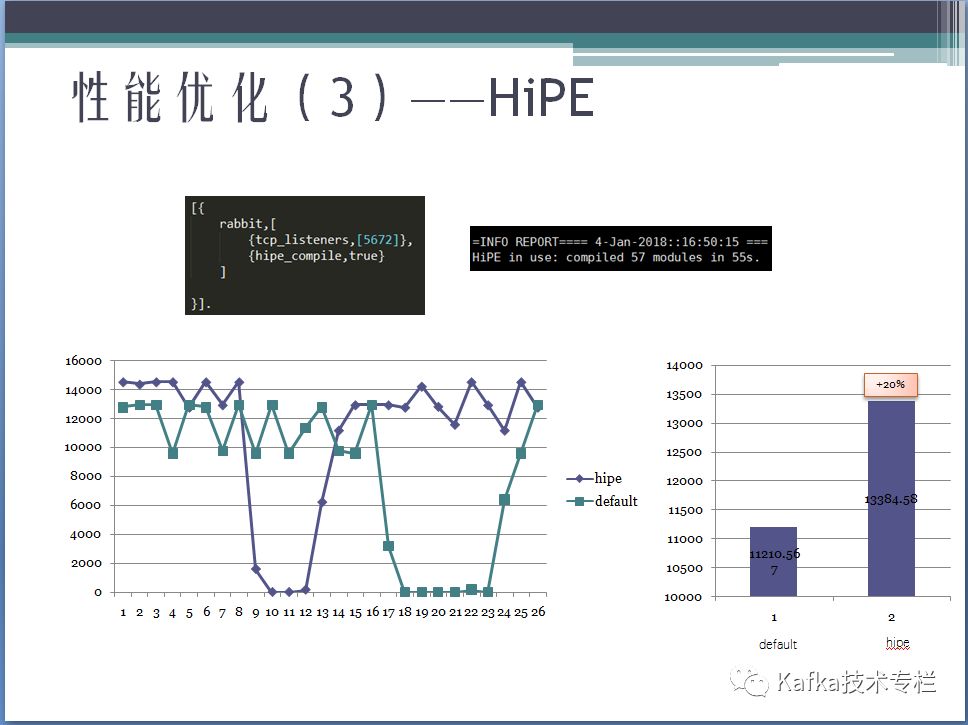 性能优化（3）——HiPE
[{
rabbit,[
{tcp_listeners,[5672]},
{hipe_compile,true}
]
}].
=INFO REPORT==== 4-Jan-2018::16:50:15 ===
HiPE in use: compiled 57 modules in 55s.
16000
14000
12000
10000
8000
6000
4000
2000
0
1 2 3 4 5 6 7 8 9 10 11 12 13 14 15 16 17 18 19 20 21 22 23 24 25 26
hipe
default
14000
13500
13000
12500
12000
11500
11000
10500
10000
+20%
13384.58
11210.56
7
1 2
default hipe
Kafka技术专栏